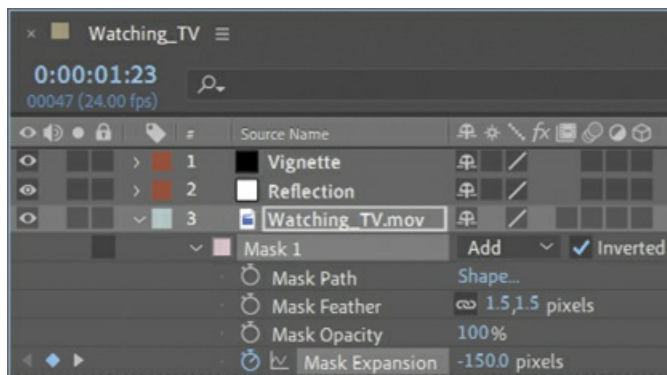 Watching_TV
0:00:01:23
00047 (24.00 fps)
# Source Name fx
1 Vignette
2 Reflection
3 Watching_TV.mov
Mask 1 Add Inverted
Mask Path Shape...
Mask Feather 1.5,1.5 pixels
Mask Opacity 100%
Mask Expansion -150.0 pixels